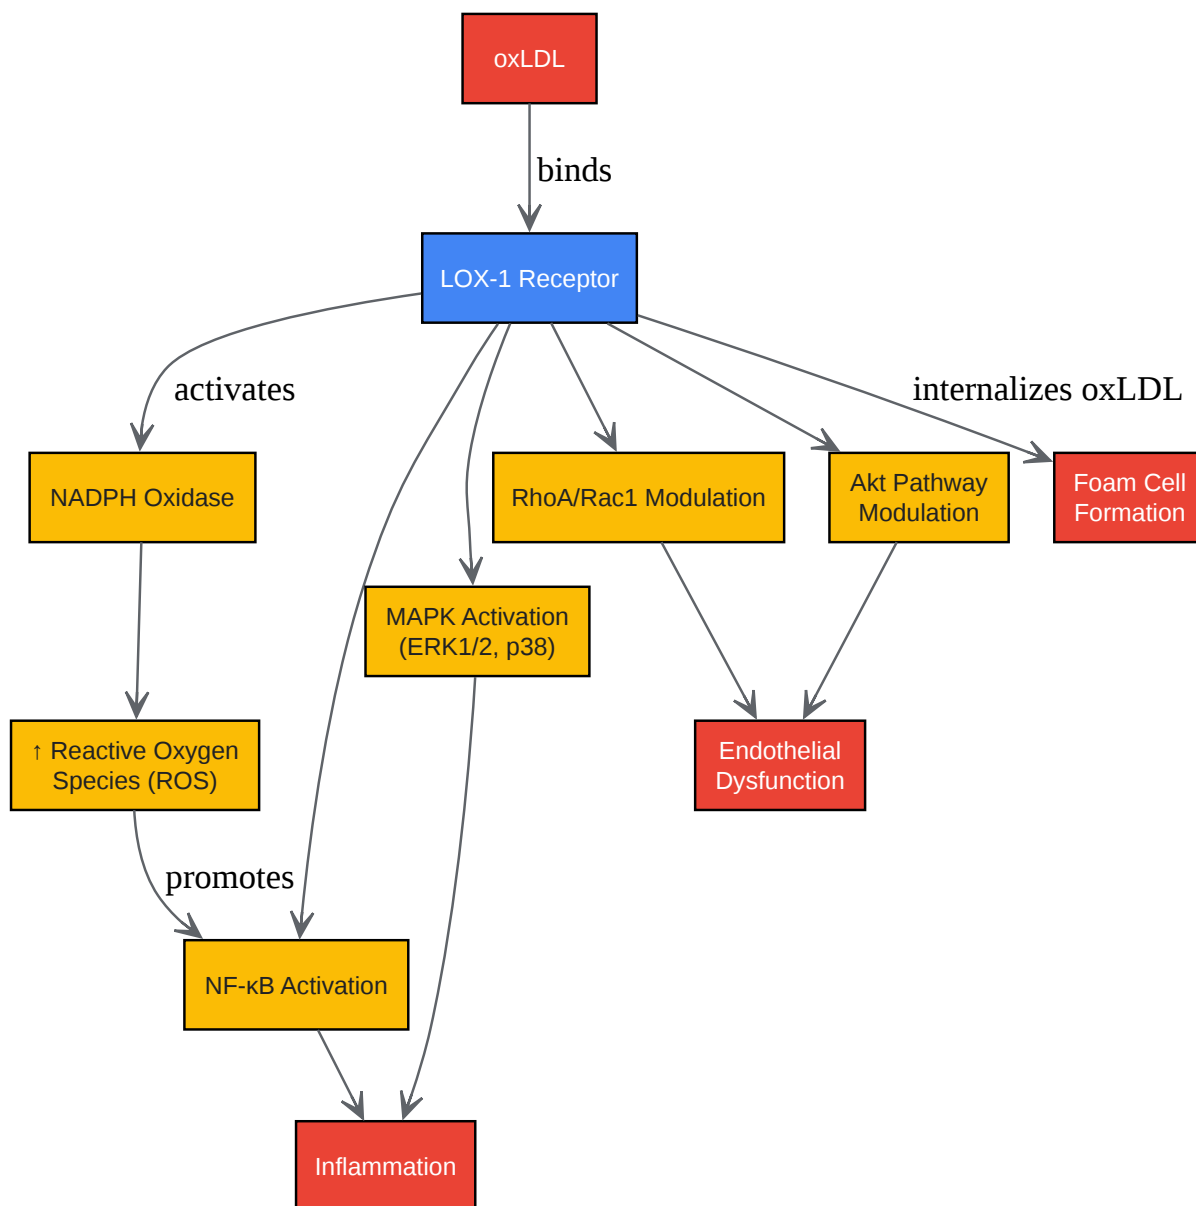 oxLDL
binds
LOX-1 Receptor
activates
internalizes oxLDL
NADPH Oxidase
RhoA/Rac1 Modulation
Akt Pathway
Modulation
Foam Cell
Formation
MAPK Activation
(ERK1/2, p38)
↑ Reactive Oxygen
Species (ROS)
Endothelial
Dysfunction
promotes
NF-κB Activation
Inflammation